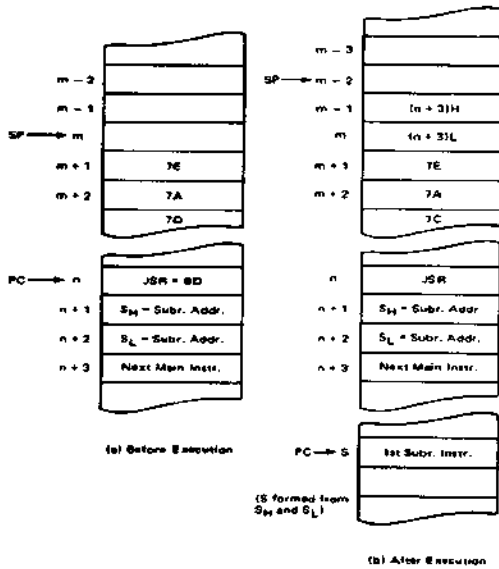 m – 2
m – 1
SP → m
m + 1 7E
m + 2 7A
7D
PC → n JSR = BD
n + 1 SH – Subr. Addr.
n + 2 SL – Subr. Addr.
n + 3 Next Main Instr.
(a) Before Execution
m – 3
SP → m – 2
m – 1 (n + 3)H
m (n + 3)L
m + 1 7E
m + 2 7A
7C
n JSR
n + 1 SH – Subr. Addr.
n + 2 SL = Subr. Addr.
n + 3 Next Main Instr.
PC → S 1st Subr. Instr.
(S formed from
SH and SL)
(b) After Execution